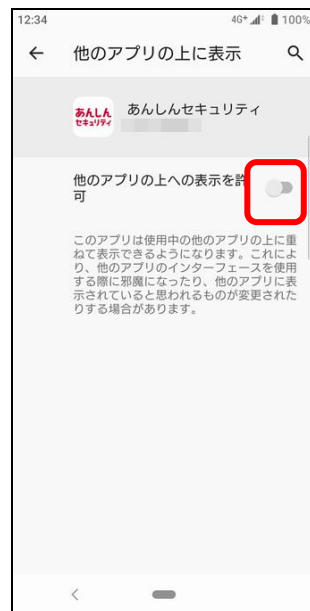 12:34 4G+ 100%
他のアプリの上に表示
あんしん
セキュリティ
あんしんセキュリティ
他のアプリの上への表示を許
可
このアプリは使用中の他のアプリの上に重
ねて表示できるようになります。これによ
り、他のアプリのインターフェースを使用
する際に邪魔になったり、他のアプリに表
示されていると思われるものが変更された
りする場合があります。